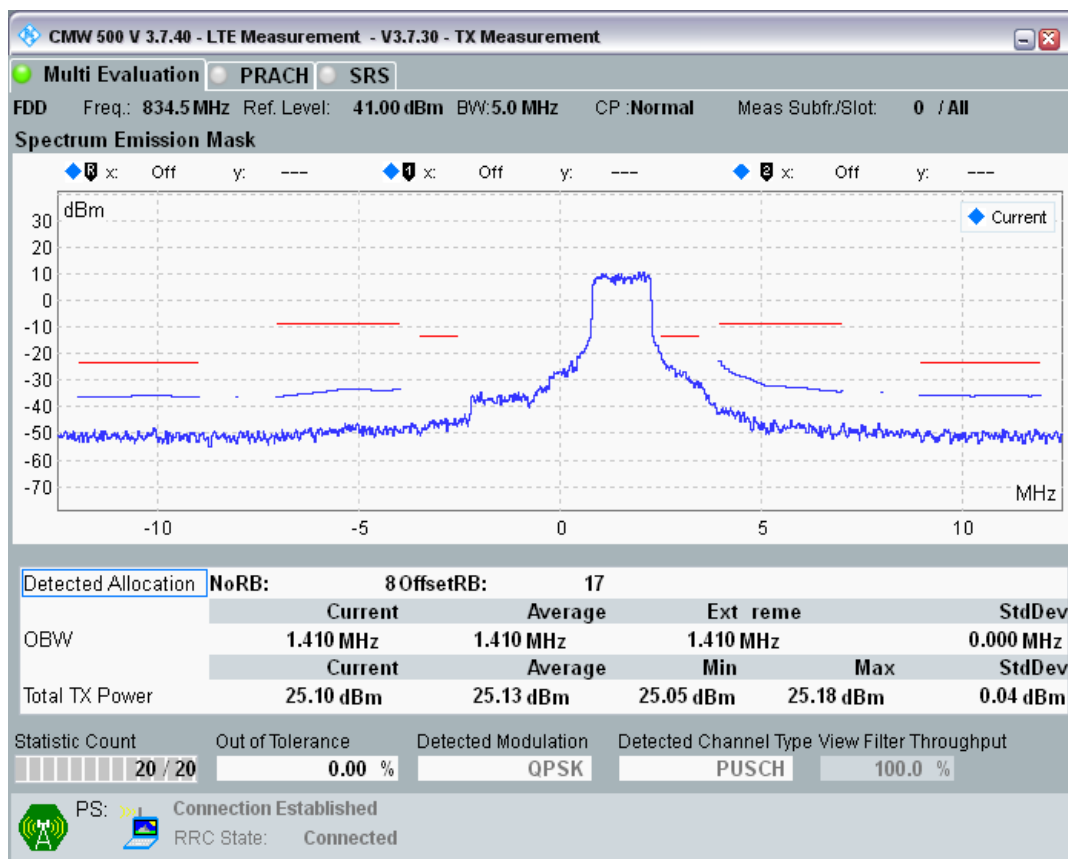 CMW 500 V 3.7.40 - LTE Measurement - V3.7.30 - TX Measurement
Multi Evaluation PRACH SRS
FDD Freq.: 834.5 MHz Ref. Level: 41.00 dBm BW:5.0 MHz CP :Normal Meas Subfr./Slot: 0 / All
Spectrum Emission Mask
R x: Off y: --- 1 x: Off y: --- 2 x: Off y: ---
dBm
Current
30
20
10
0
-10
-20
-30
-40
-50
-60
-70
MHz
-10 -5 0 5 10
Detected Allocation NoRB: 8 OffsetRB: 17
Current Average Ext reme StdDev
OBW 1.410 MHz 1.410 MHz 1.410 MHz 0.000 MHz
Current Average Min Max StdDev
Total TX Power 25.10 dBm 25.13 dBm 25.05 dBm 25.18 dBm 0.04 dBm
Statistic Count Out of Tolerance Detected Modulation Detected Channel Type View Filter Throughput
20 / 20 0.00 % QPSK PUSCH 100.0 %
PS: Connection Established
RRC State: Connected